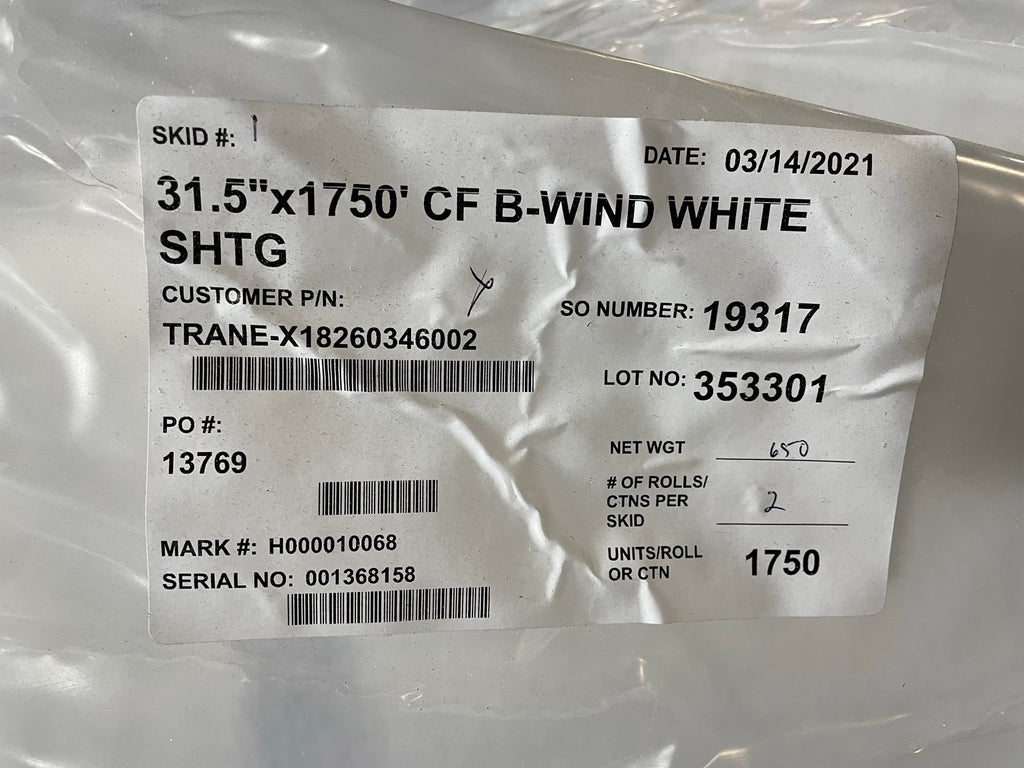 SKID #: 1
DATE: 03/14/2021
31.5"x1750' CF B-WIND WHITE
SHTG
CUSTOMER P/N:
TRANE-X18260346002
SO NUMBER: 19317
LOT NO: 353301
PO #:
13769
NET WGT 650
# OF ROLLS/
CTNS PER
SKID 2
MARK #: H000010068
SERIAL NO: 001368158
UNITS/ROLL
OR CTN 1750